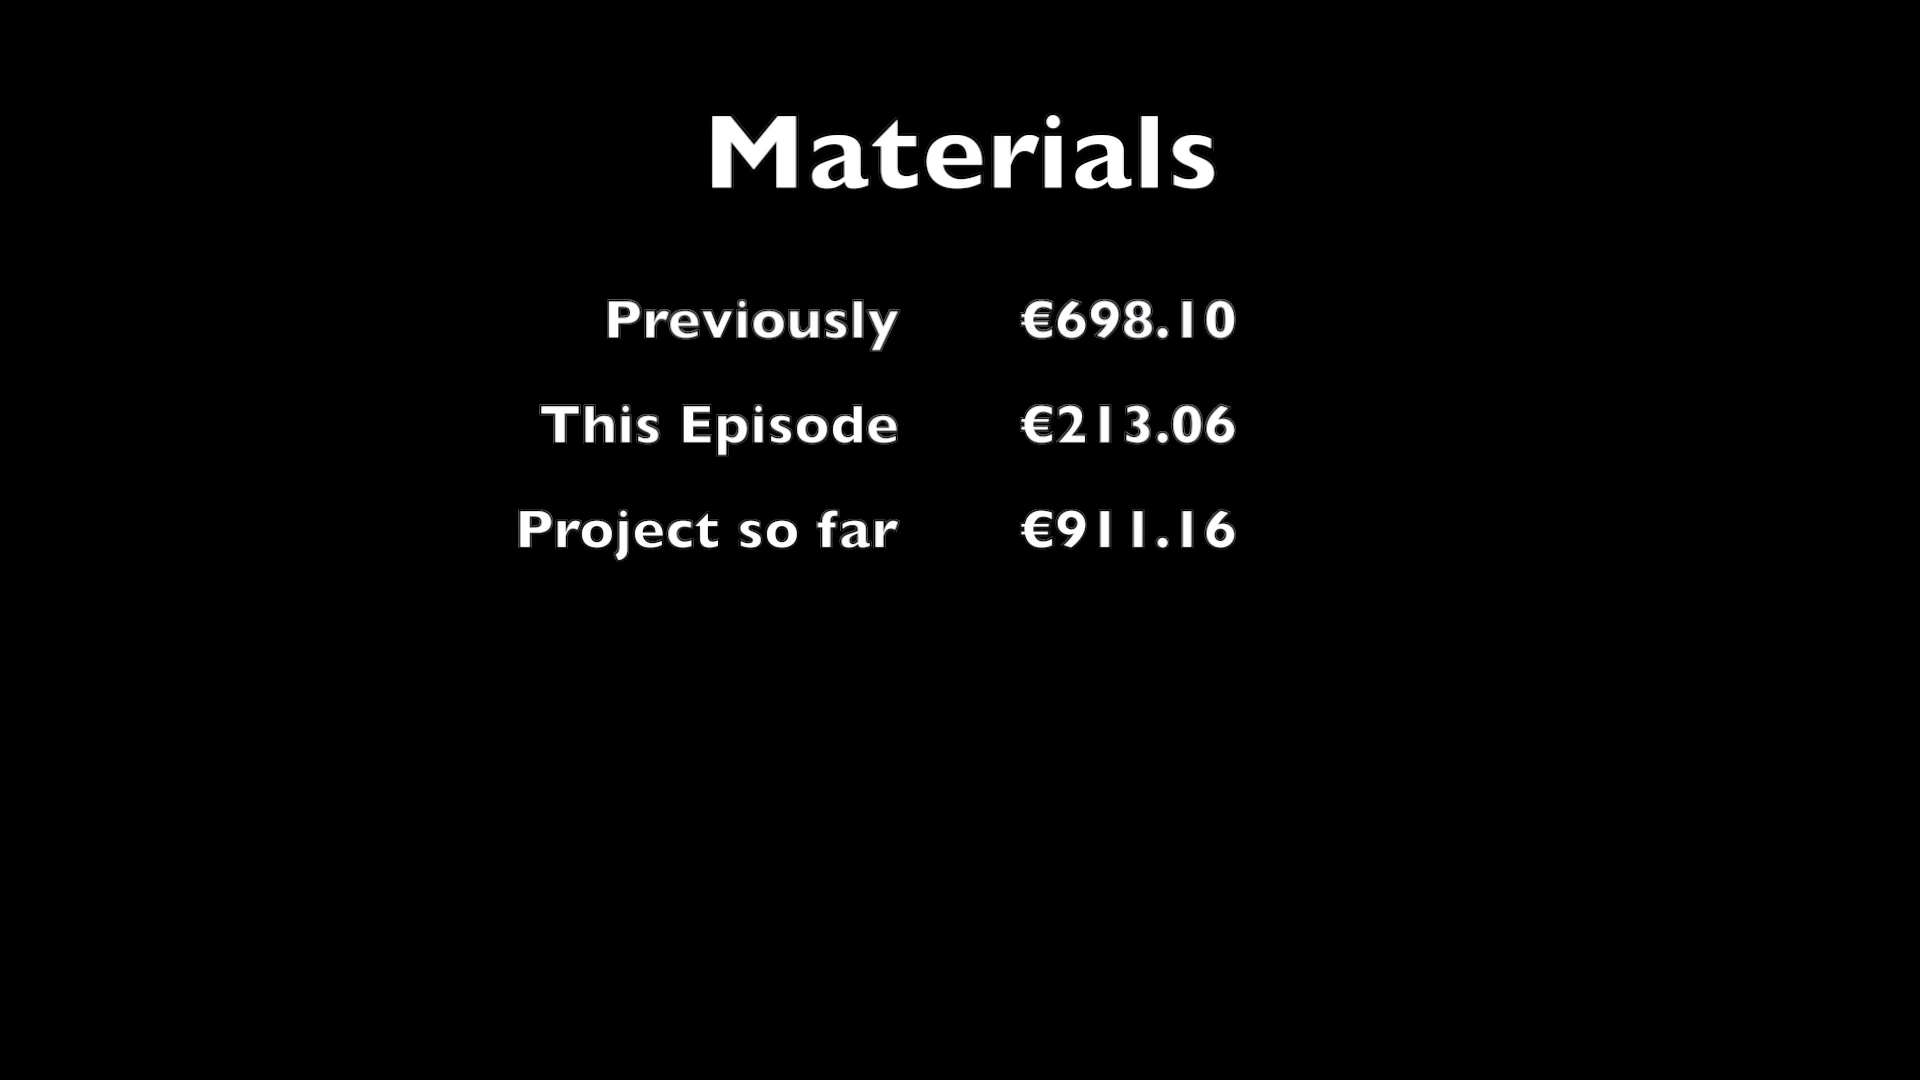 Materials
Previously €698.10
This Episode €213.06
Project so far €911.16